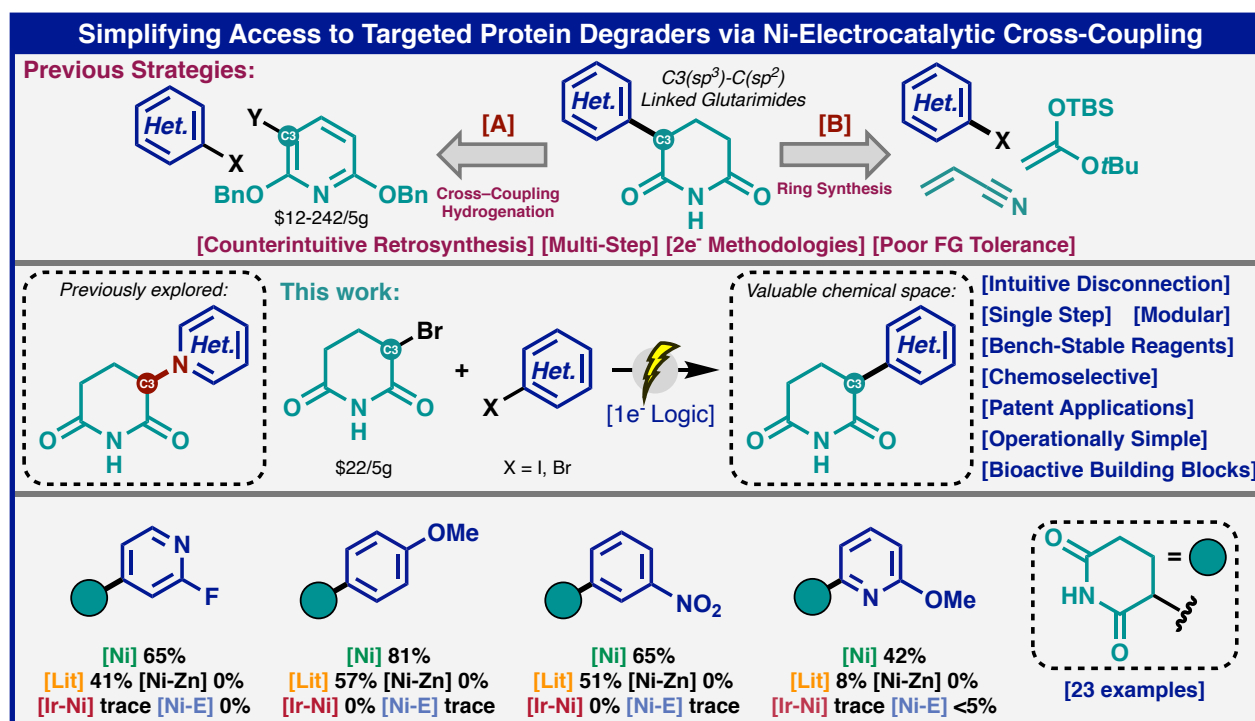 Simplifying Access to Targeted Protein Degraders via Ni-Electrocatalytic Cross-Coupling
Previous Strategies:
Het.
X
Y
C3
BnO
N
OBn
$12-242/5g
[A]
Cross–Coupling
Hydrogenation
C3(sp³)-C(sp²)
Linked Glutarimides
Het.
C3
O
N
H
O
[B]
Ring Synthesis
Het.
X
OTBS
OtBu
N
[Counterintuitive Retrosynthesis] [Multi-Step] [2e⁻ Methodologies] [Poor FG Tolerance]
Previously explored:
Het.
N
C3
O
N
H
O
This work:
Br
C3
O
N
H
O
$22/5g
+
Het.
X
X = I, Br
[1e⁻ Logic]
Valuable chemical space:
Het.
C3
O
N
H
O
[Intuitive Disconnection]
[Single Step] [Modular]
[Bench-Stable Reagents]
[Chemoselective]
[Patent Applications]
[Operationally Simple]
[Bioactive Building Blocks]
N
F
[Ni] 65%
[Lit] 41% [Ni-Zn] 0%
[Ir-Ni] trace [Ni-E] 0%
OMe
[Ni] 81%
[Lit] 57% [Ni-Zn] 0%
[Ir-Ni] 0% [Ni-E] trace
NO₂
[Ni] 65%
[Lit] 51% [Ni-Zn] 0%
[Ir-Ni] 0% [Ni-E] trace
N
OMe
[Ni] 42%
[Lit] 8% [Ni-Zn] 0%
[Ir-Ni] trace [Ni-E] <5%
O
HN
O
=
[23 examples]